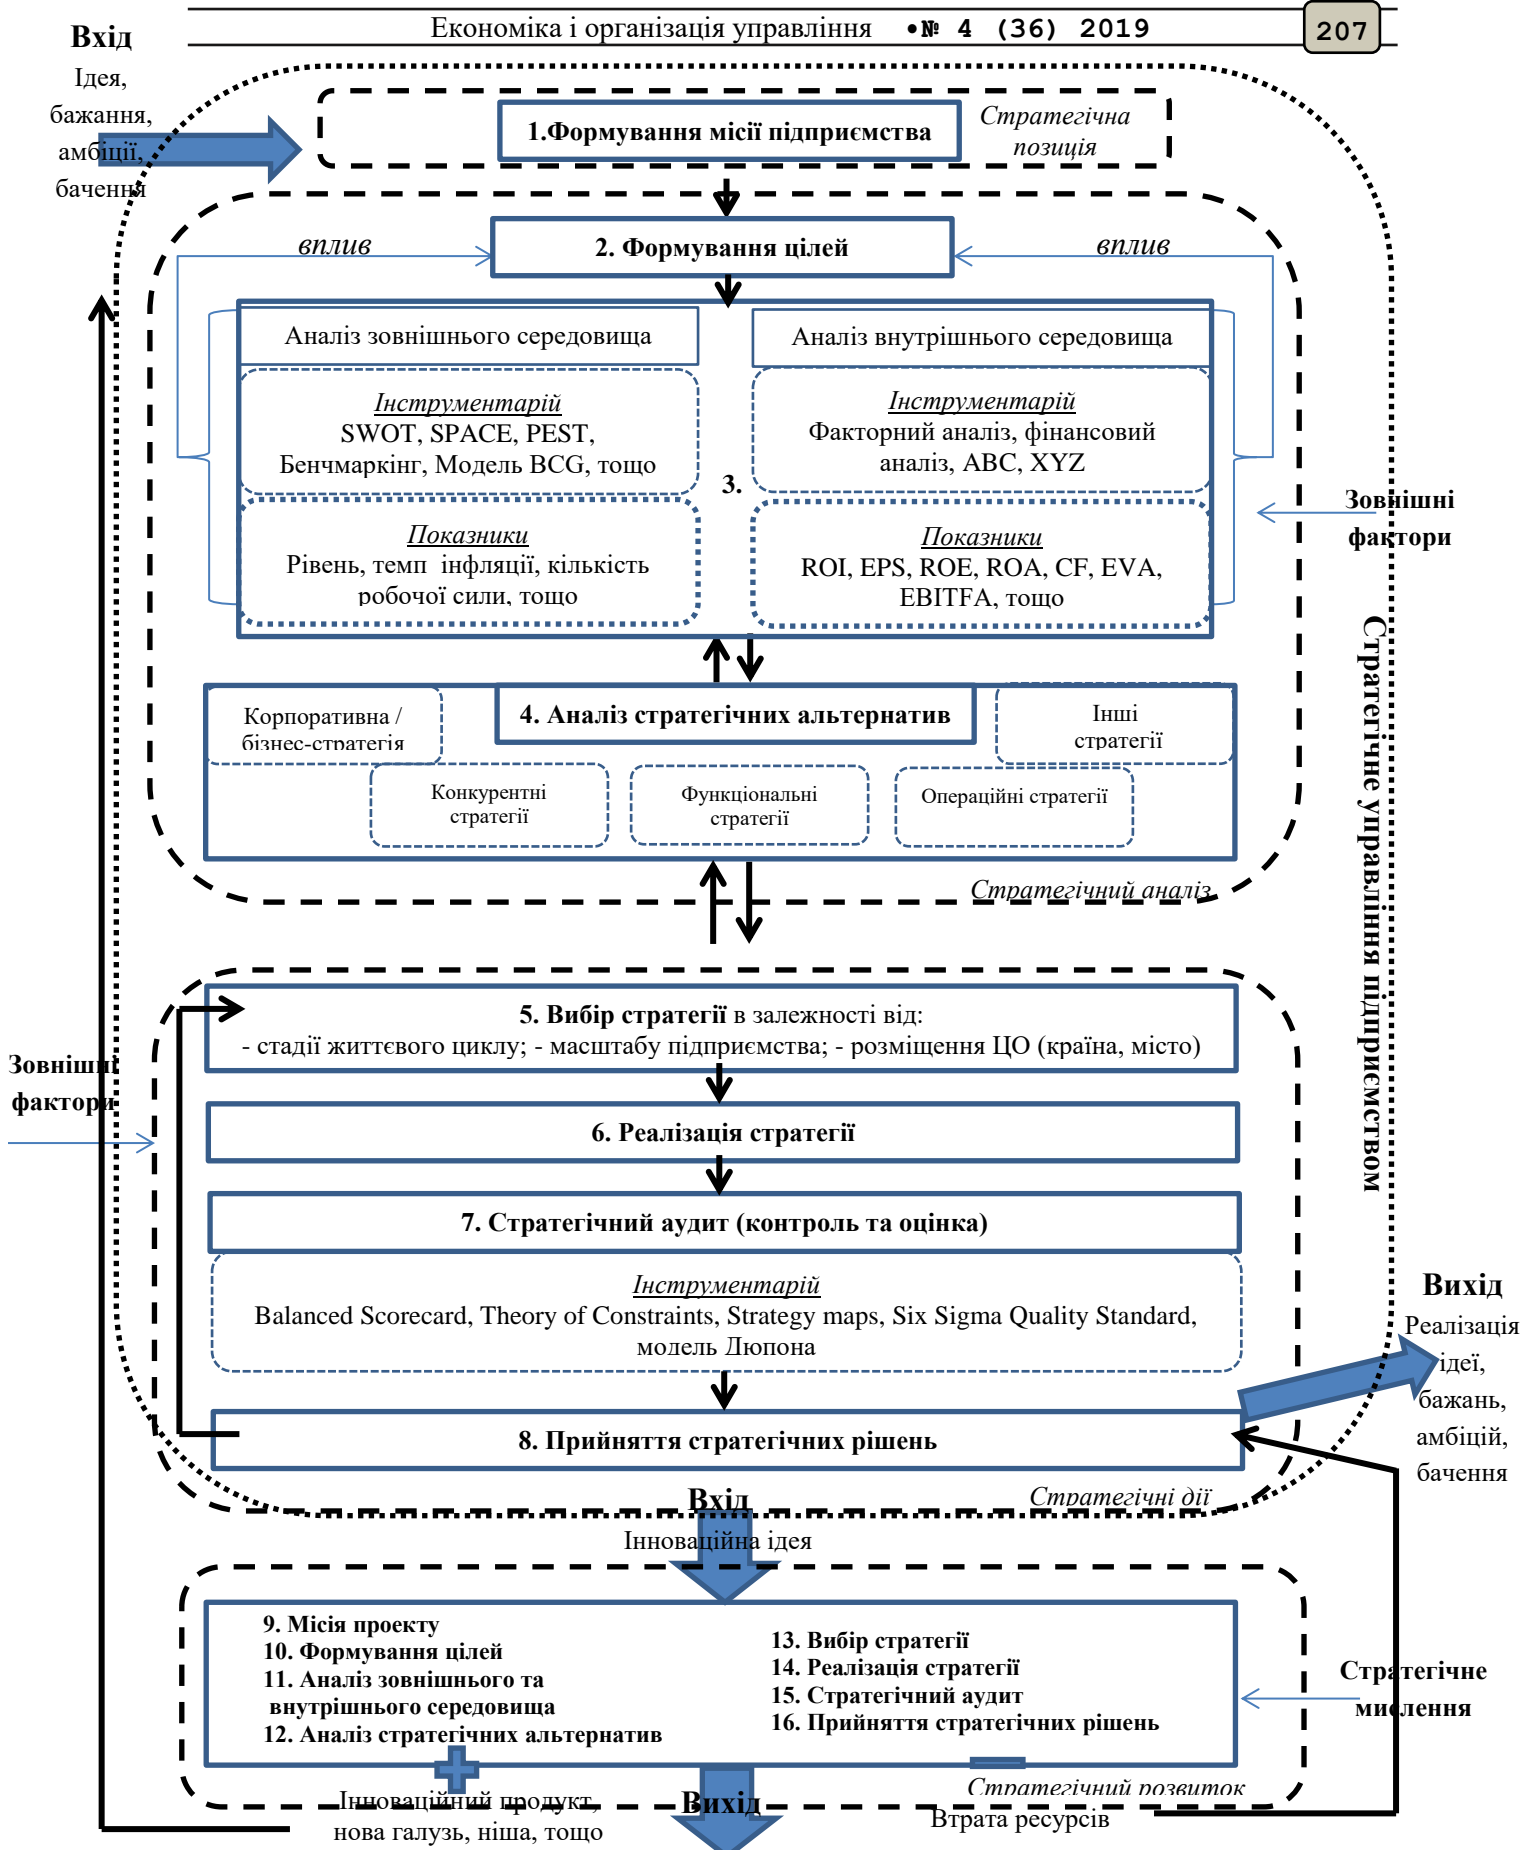 Економіка і організація управління •№ 4 (36) 2019
207
Вхід
Ідея,
бажання,
амбіції,
бачення
1.Формування місії підприємства
Стратегічна
позиція
2. Формування цілей
вплив
вплив
Аналіз зовнішнього середовища
Інструментарій
SWOT, SPACE, PEST,
Бенчмаркінг, Модель BCG, тощо
Показники
Рівень, темп інфляції, кількість
робочої сили, тощо
3.
Аналіз внутрішнього середовища
Інструментарій
Факторний аналіз, фінансовий
аналіз, ABC, XYZ
Показники
ROI, EPS, ROE, ROA, CF, EVA,
EBITFA, тощо
Зовнішні
фактори
4. Аналіз стратегічних альтернатив
Корпоративна /
бізнес-стратегія
Інші
стратегії
Конкурентні
стратегії
Функціональні
стратегії
Операційні стратегії
Стратегічний аналіз
Стратегічне управління підприємством
5. Вибір стратегії в залежності від:
- стадії життєвого циклу; - масштабу підприємства; - розміщення ЦО (країна, місто)
Зовнішні
фактори
6. Реалізація стратегії
7. Стратегічний аудит (контроль та оцінка)
Інструментарій
Balanced Scorecard, Theory of Constraints, Strategy maps, Six Sigma Quality Standard,
модель Дюпона
8. Прийняття стратегічних рішень
Стратегічні дії
Вихід
Реалізація
ідеї,
бажань,
амбіцій,
бачення
Вхід
Інноваційна ідея
9. Місія проекту
10. Формування цілей
11. Аналіз зовнішнього та
внутрішнього середовища
12. Аналіз стратегічних альтернатив
13. Вибір стратегії
14. Реалізація стратегії
15. Стратегічний аудит
16. Прийняття стратегічних рішень
Стратегічне
мислення
Стратегічний розвиток
Інноваційний продукт,
нова галузь, ніша, тощо
Вихід
Втрата ресурсів